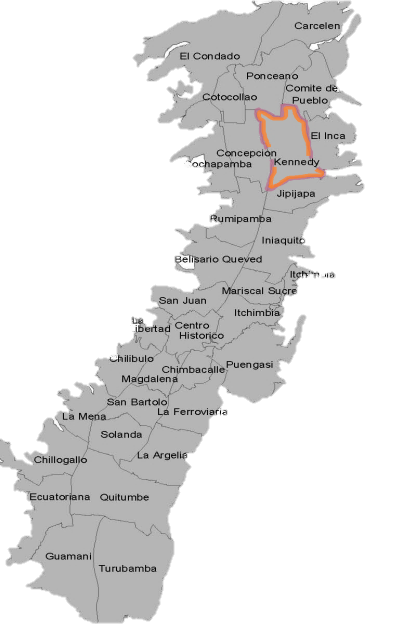 Carcelen
El Condado
Ponceano
Comite de
Pueblo
Cotocollao
El Inca
Concepción
Kennedy
ochapamba
Jipijapa
Rumipamba
Iniaquito
Belisario Queved
Mariscal Sucre
San Juan
Itchimbia
La
ibertad
Centro
Historico
Chilibulo
Chimbacalle
Puengasi
Magdalena
San Bartolo
La Ferroviaria
La Mena
Solanda
La Argelia
Chillogallo
Ecuatoriana
Quitumbe
Guamani
Turubamba